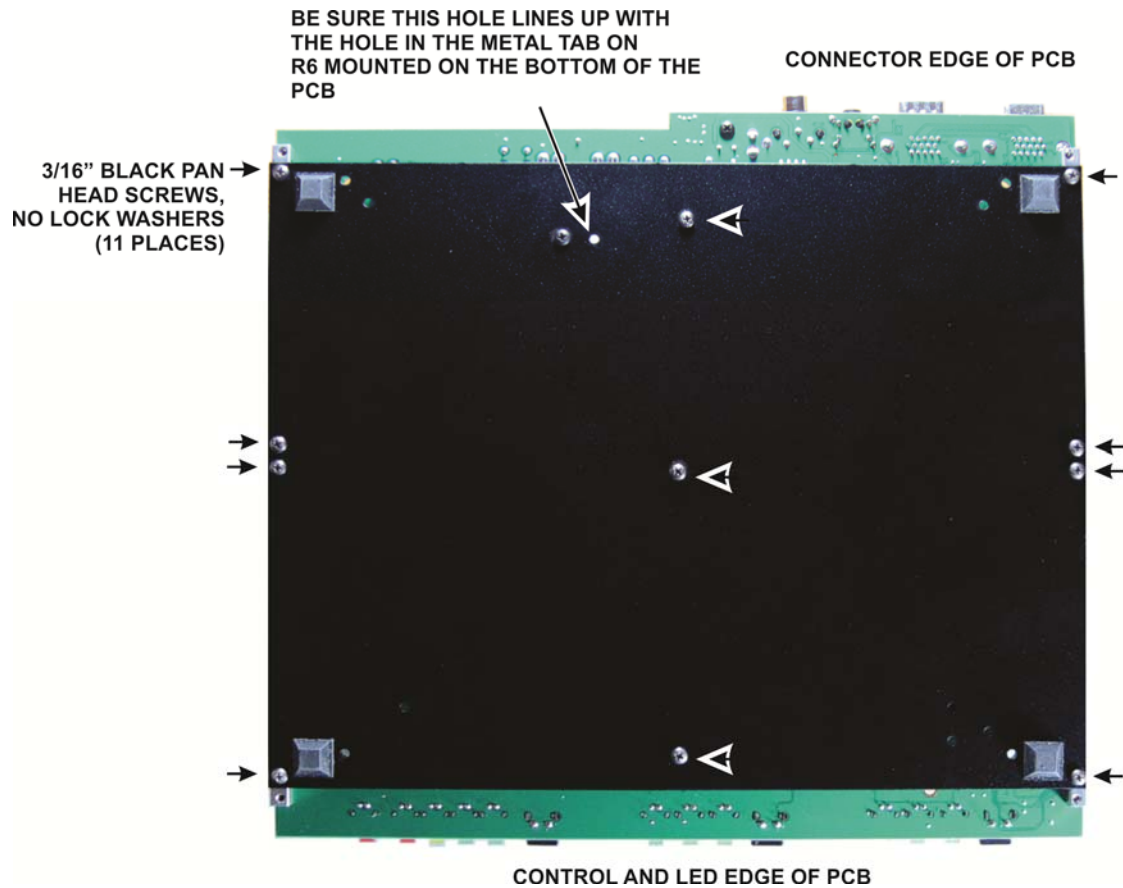 BE SURE THIS HOLE LINES UP WITH
THE HOLE IN THE METAL TAB ON
R6 MOUNTED ON THE BOTTOM OF THE
PCB
CONNECTOR EDGE OF PCB
3/16” BLACK PAN
HEAD SCREWS,
NO LOCK WASHERS
(11 PLACES)
CONTROL AND LED EDGE OF PCB